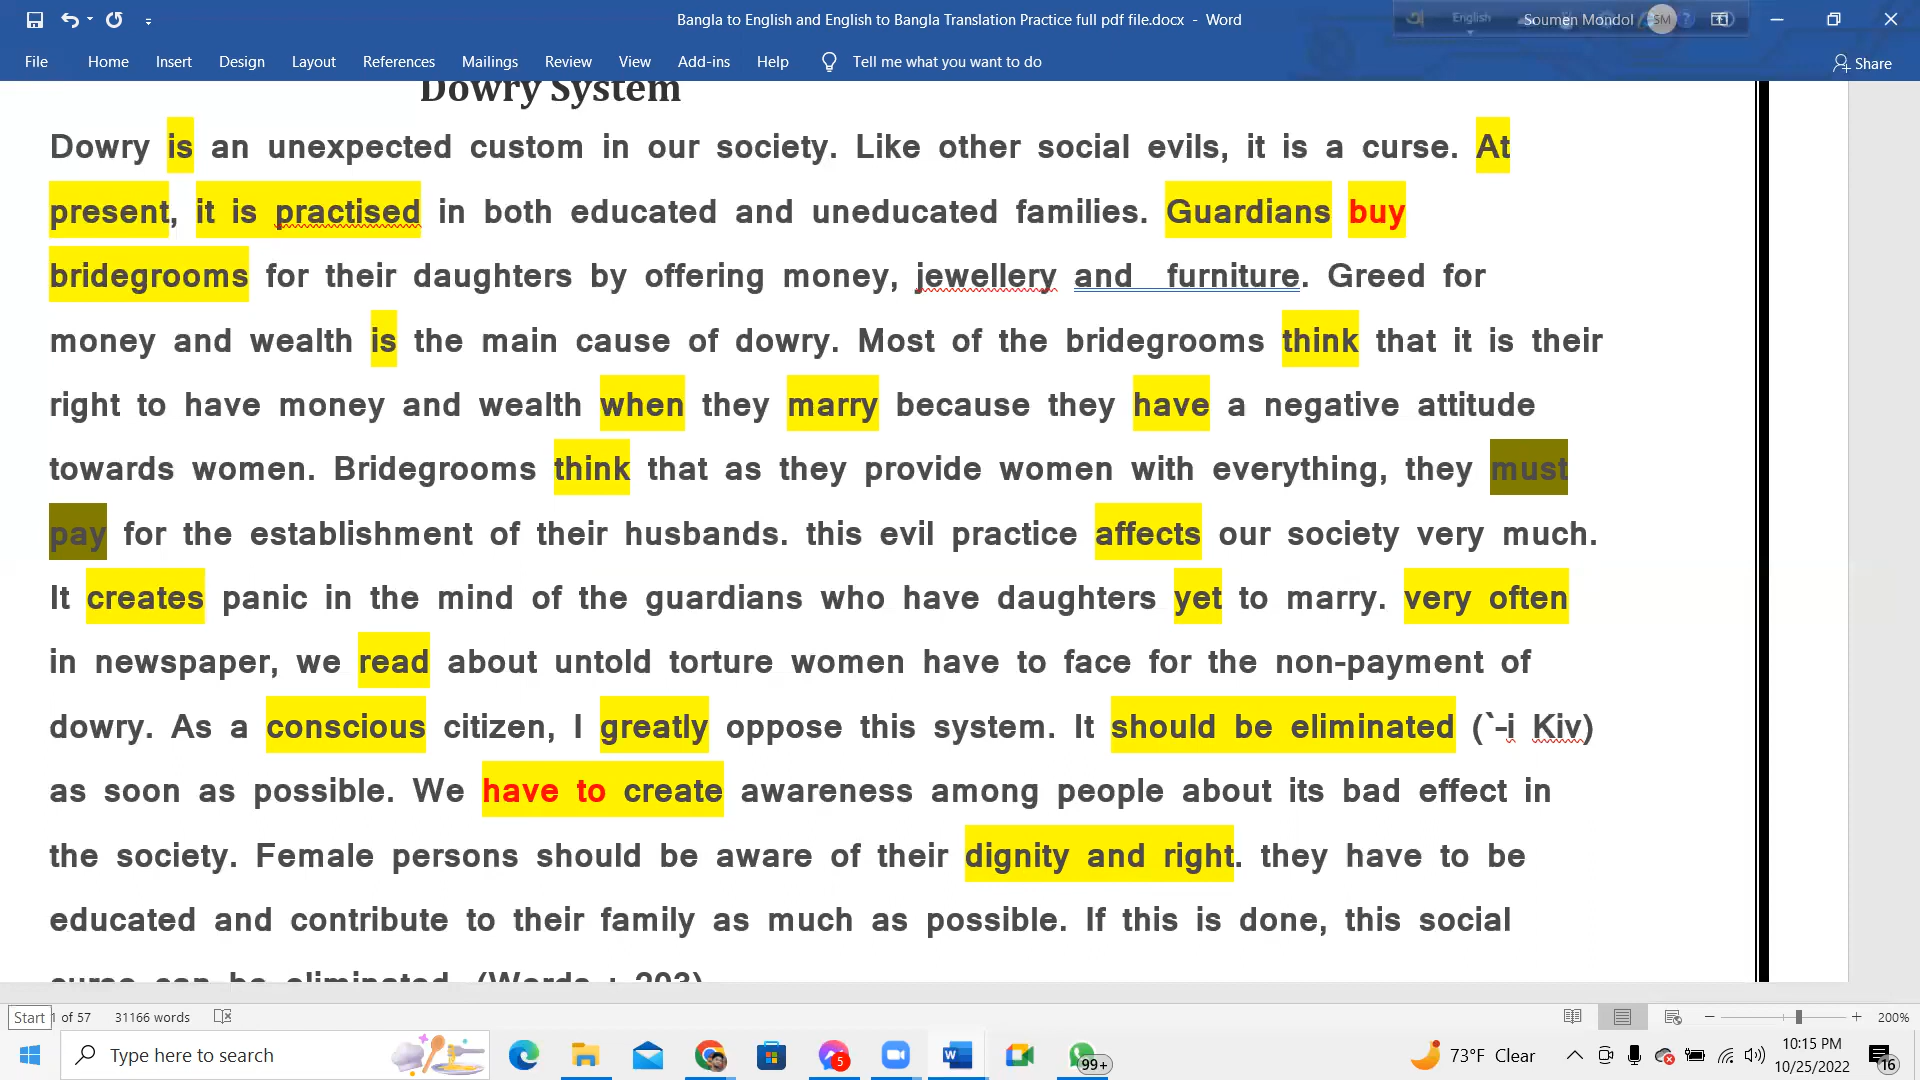 Bangla to English and English to Bangla Translation Practice full pdf file.docx - Word
English
Soumen Mondol SM
File Home Insert Design Layout References Mailings Review View Add-ins Help Tell me what you want to do
Share
Dowry System
Dowry is an unexpected custom in our society. Like other social evils, it is a curse. At
present, it is practised in both educated and uneducated families. Guardians buy
bridegrooms for their daughters by offering money, jewellery and furniture. Greed for
money and wealth is the main cause of dowry. Most of the bridegrooms think that it is their
right to have money and wealth when they marry because they have a negative attitude
towards women. Bridegrooms think that as they provide women with everything, they must
pay for the establishment of their husbands. this evil practice affects our society very much.
It creates panic in the mind of the guardians who have daughters yet to marry. very often
in newspaper, we read about untold torture women have to face for the non-payment of
dowry. As a conscious citizen, I greatly oppose this system. It should be eliminated (`-i Kiv)
as soon as possible. We have to create awareness among people about its bad effect in
the society. Female persons should be aware of their dignity and right. they have to be
educated and contribute to their family as much as possible. If this is done, this social
curse can be eliminated. (Words : 203)
Start 1 of 57 31166 words
200%
Type here to search
5
99+
73°F Clear
10:15 PM
10/25/2022
16